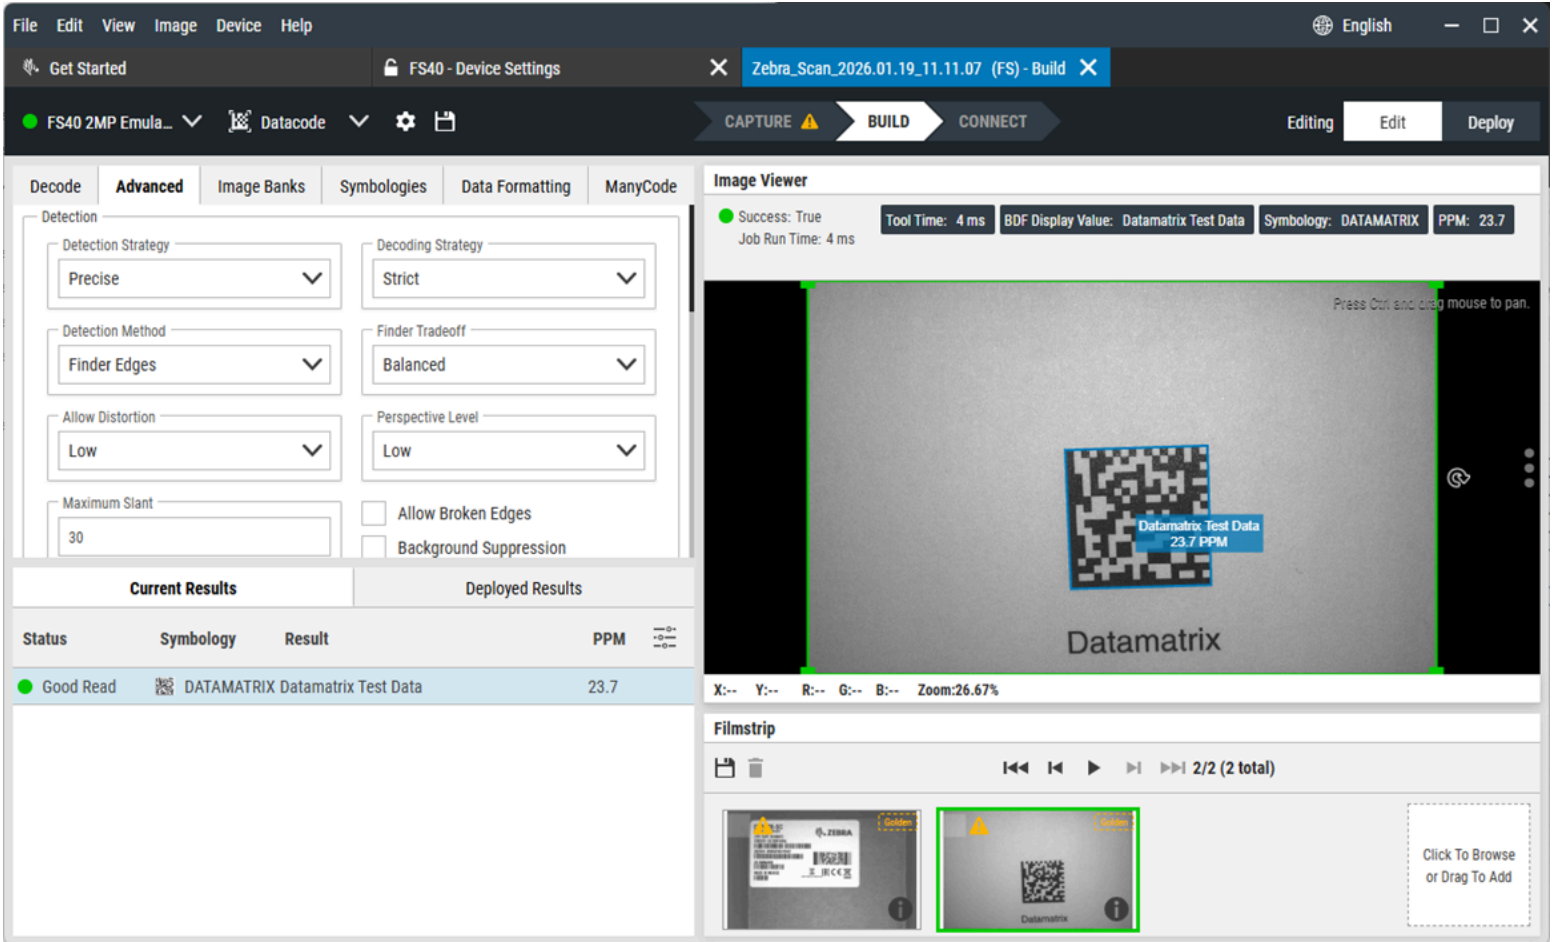 File Edit View Image Device Help
English
Get Started
FS40 - Device Settings
Zebra_Scan_2026.01.19_11.11.07 (FS) - Build
FS40 2MP Emula...
Datacode
CAPTURE
BUILD
CONNECT
Editing
Edit
Deploy
Decode
Advanced
Image Banks
Symbologies
Data Formatting
ManyCode
Detection
Detection Strategy
Precise
Decoding Strategy
Strict
Detection Method
Finder Edges
Finder Tradeoff
Balanced
Allow Distortion
Low
Perspective Level
Low
Maximum Slant
30
Allow Broken Edges
Background Suppression
Current Results
Deployed Results
Status Symbology Result PPM
Good Read DATAMATRIX Datamatrix Test Data 23.7
Image Viewer
Success: True
Job Run Time: 4 ms
Tool Time: 4 ms
BDF Display Value: Datamatrix Test Data
Symbology: DATAMATRIX
PPM: 23.7
Press Ctrl and drag mouse to pan.
Datamatrix Test Data
23.7 PPM
Datamatrix
X:-- Y:-- R:-- G:-- B:-- Zoom:26.67%
Filmstrip
2/2 (2 total)
Golden
ZEBRA
Golden
Datamatrix
Click To Browse
or Drag To Add